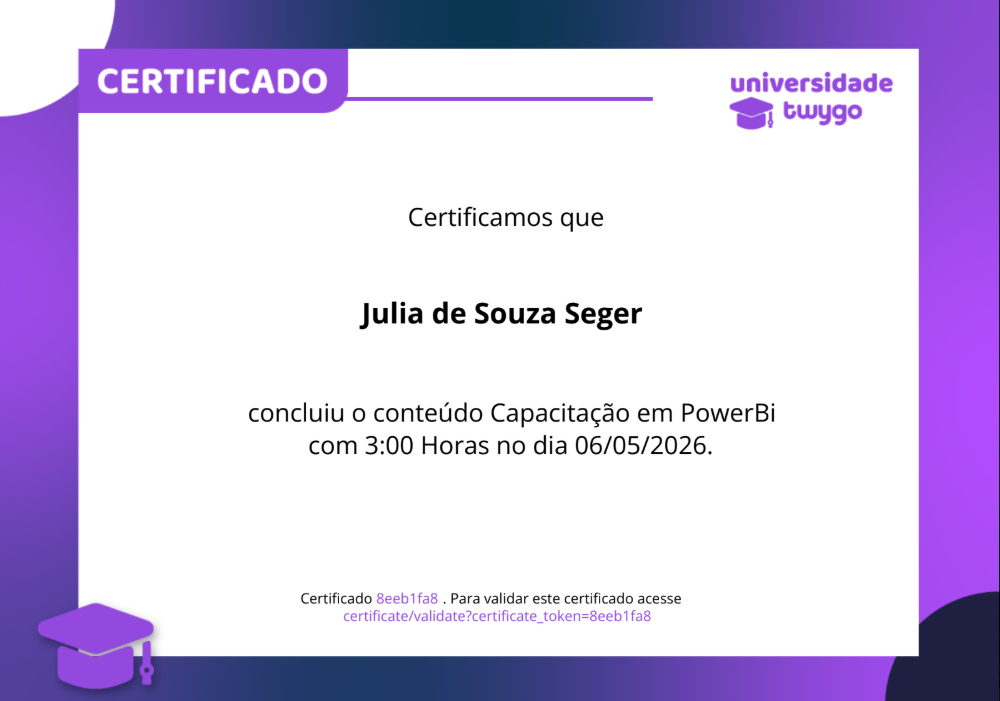 CERTIFICADO
universidade
twygo
Certificamos que
Julia de Souza Seger
concluiu o conteúdo Capacitação em PowerBi
com 3:00 Horas no dia 06/05/2026.
Certificado 8eeb1fa8 . Para validar este certificado acesse
certificate/validate?certificate_token=8eeb1fa8